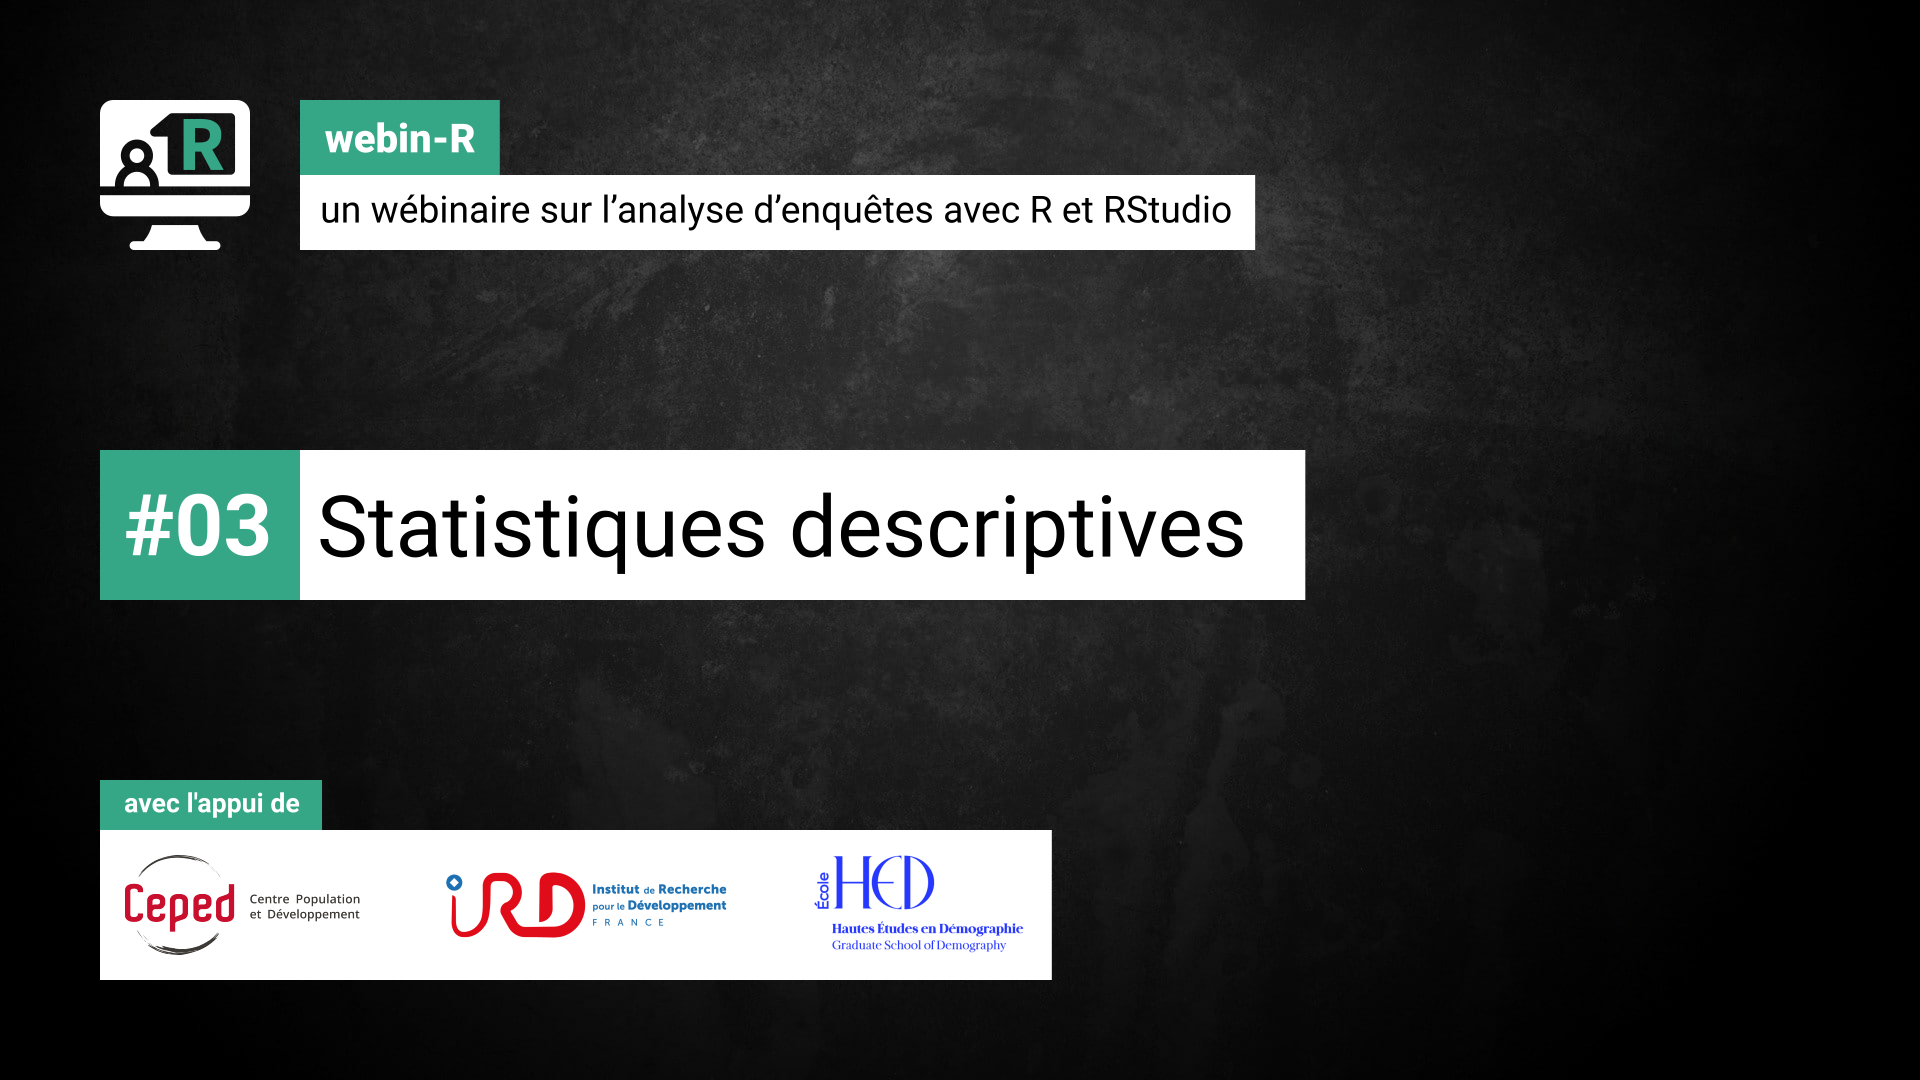 R
webin-R
un wébinaire sur l’analyse d’enquêtes avec R et RStudio
#03 Statistiques descriptives
avec l'appui de
Ceped
Centre Population
et Développement
iRD
Institut de Recherche
pour le Développement
FRANCE
École HED
Hautes Études en Démographie
Graduate School of Demography